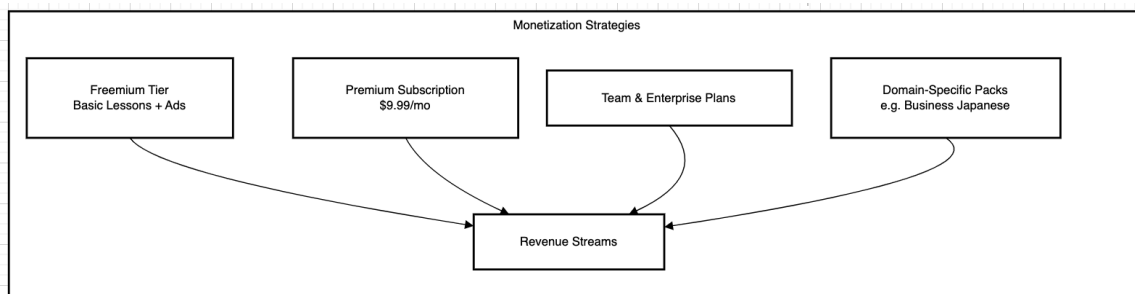 Monetization Strategies
Freemium Tier
Basic Lessons + Ads
Premium Subscription
$9.99/mo
Team & Enterprise Plans
Domain-Specific Packs
e.g. Business Japanese
Revenue Streams